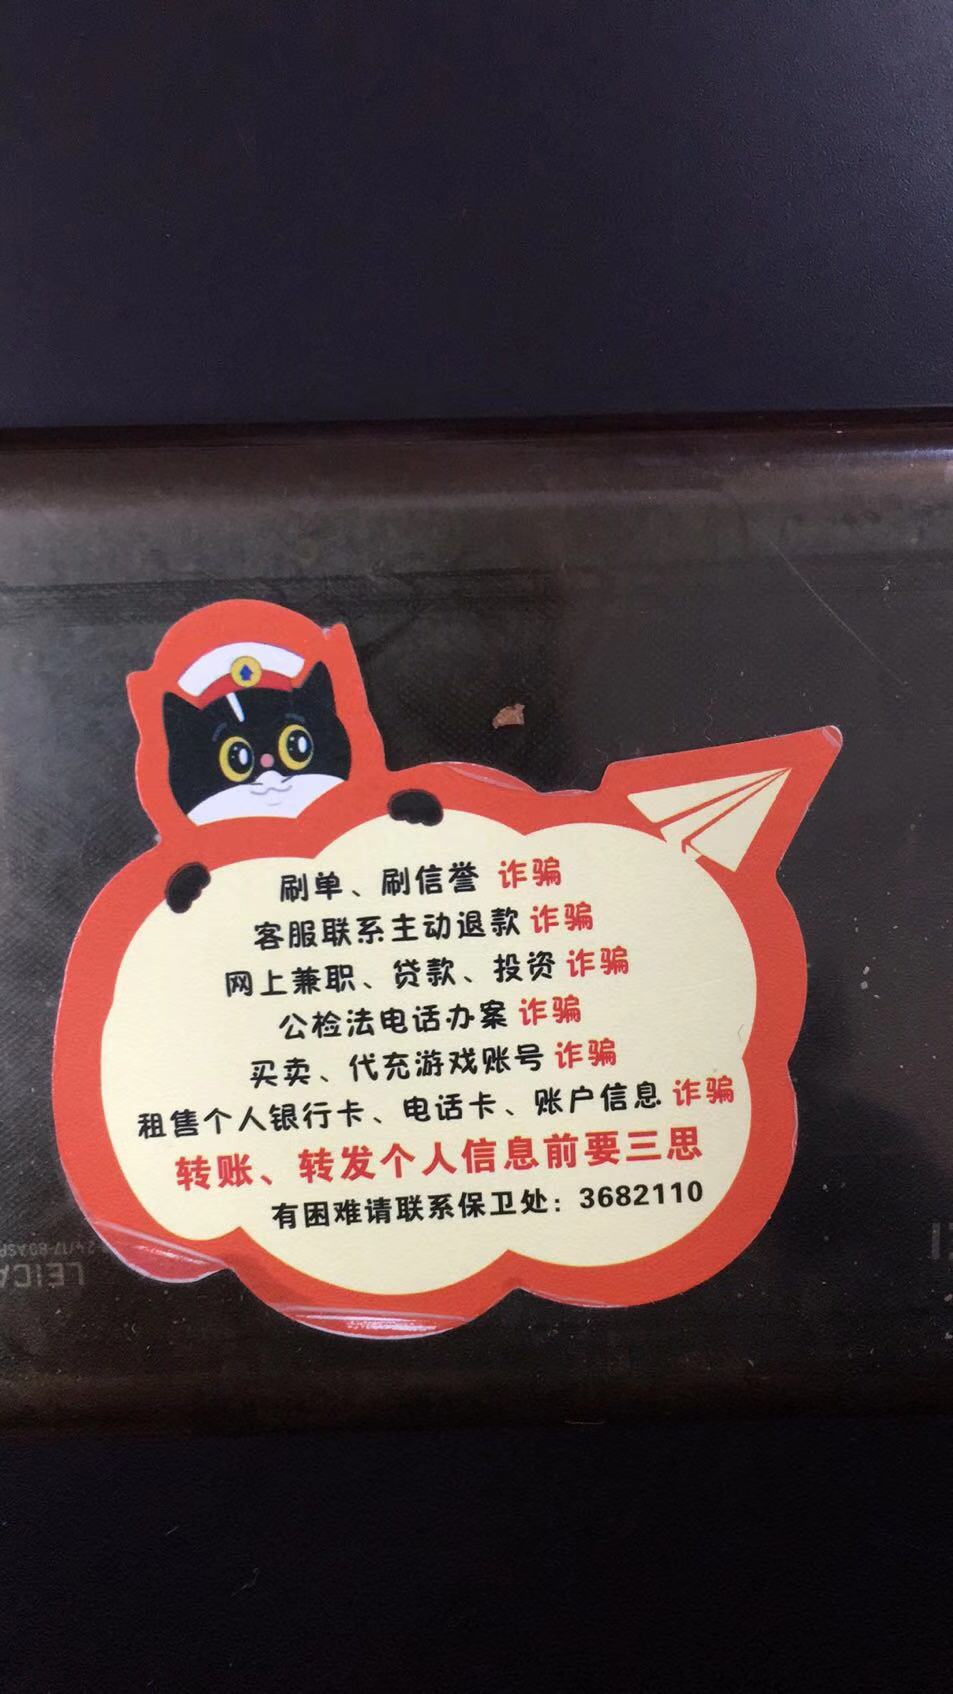 刷单、刷信誉 诈骗
客服联系主动退款 诈骗
网上兼职、贷款、投资 诈骗
公检法电话办案 诈骗
买卖、代充游戏账号 诈骗
租售个人银行卡、电话卡、账户信息 诈骗
转账、转发个人信息前要三思
有困难请联系保卫处：3682110
LEICA